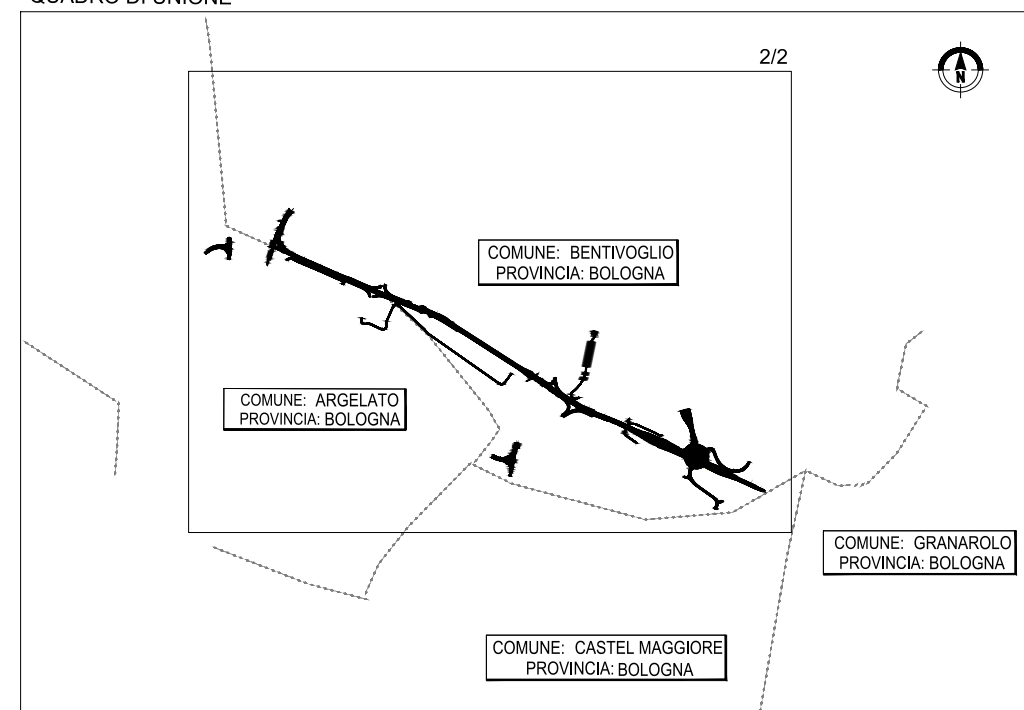 QUADRO DI UNIONE
2/2
N
COMUNE: BENTIVOGLIO
PROVINCIA: BOLOGNA
COMUNE: ARGELATO
PROVINCIA: BOLOGNA
COMUNE: GRANAROLO
PROVINCIA: BOLOGNA
COMUNE: CASTEL MAGGIORE
PROVINCIA: BOLOGNA